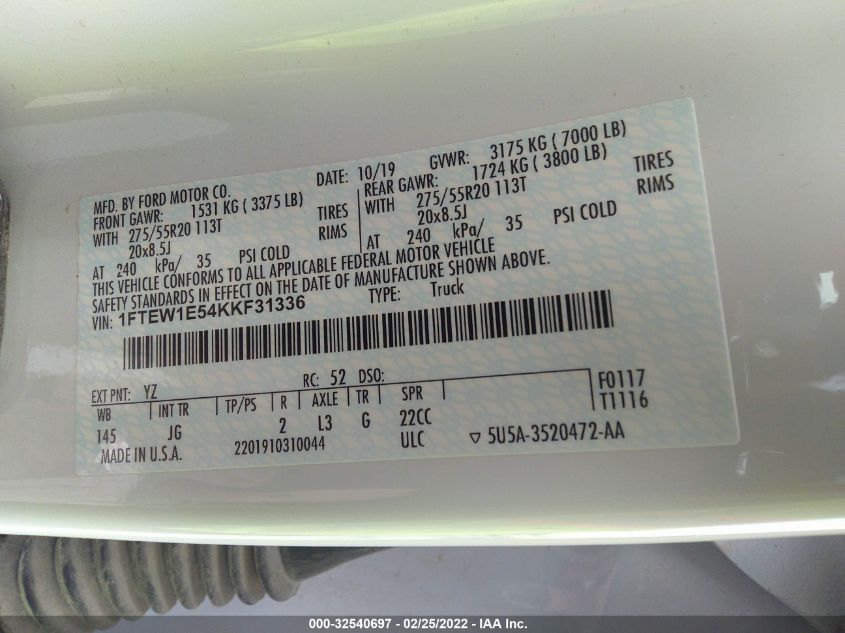 MFD. BY FORD MOTOR CO.
DATE: 10/19 GVWR: 3175 KG ( 7000 LB)
FRONT GAWR: 1531 KG ( 3375 LB)
REAR GAWR: 1724 KG ( 3800 LB)
WITH 275/55R20 113T TIRES
WITH 275/55R20 113T TIRES
20x8.5J RIMS
20x8.5J RIMS
AT 240 kPa/ 35 PSI COLD
AT 240 kPa/ 35 PSI COLD
THIS VEHICLE CONFORMS TO ALL APPLICABLE FEDERAL MOTOR VEHICLE
SAFETY STANDARDS IN EFFECT ON THE DATE OF MANUFACTURE SHOWN ABOVE.
VIN: 1FTEW1E54KKF31336 TYPE: Truck
EXT PNT: YZ RC: 52 DSO:
F0117
WB INT TR TP/PS R AXLE TR SPR
T1116
145 JG 2 L3 G 22CC
MADE IN U.S.A. 2201910310044 ULC ▽ 5U5A-3520472-AA
000-32540697 - 02/25/2022 - IAA Inc.